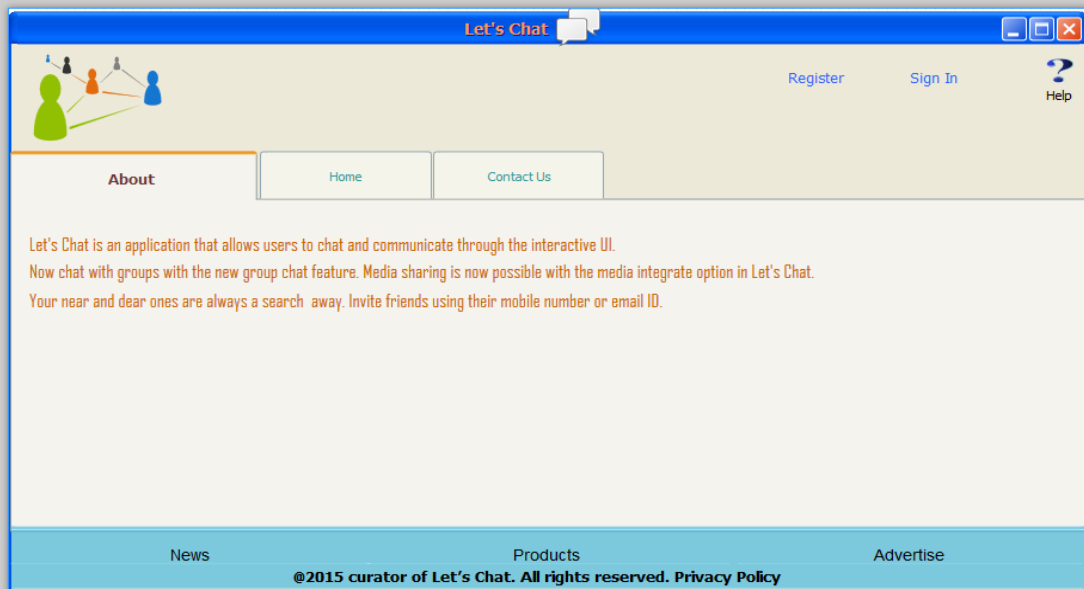 Let's Chat
Register Sign In
Help
About Home Contact Us
Let's Chat is an application that allows users to chat and communicate through the interactive UI.
Now chat with groups with the new group chat feature. Media sharing is now possible with the media integrate option in Let's Chat.
Your near and dear ones are always a search away. Invite friends using their mobile number or email ID.
News Products Advertise
@2015 curator of Let’s Chat. All rights reserved. Privacy Policy